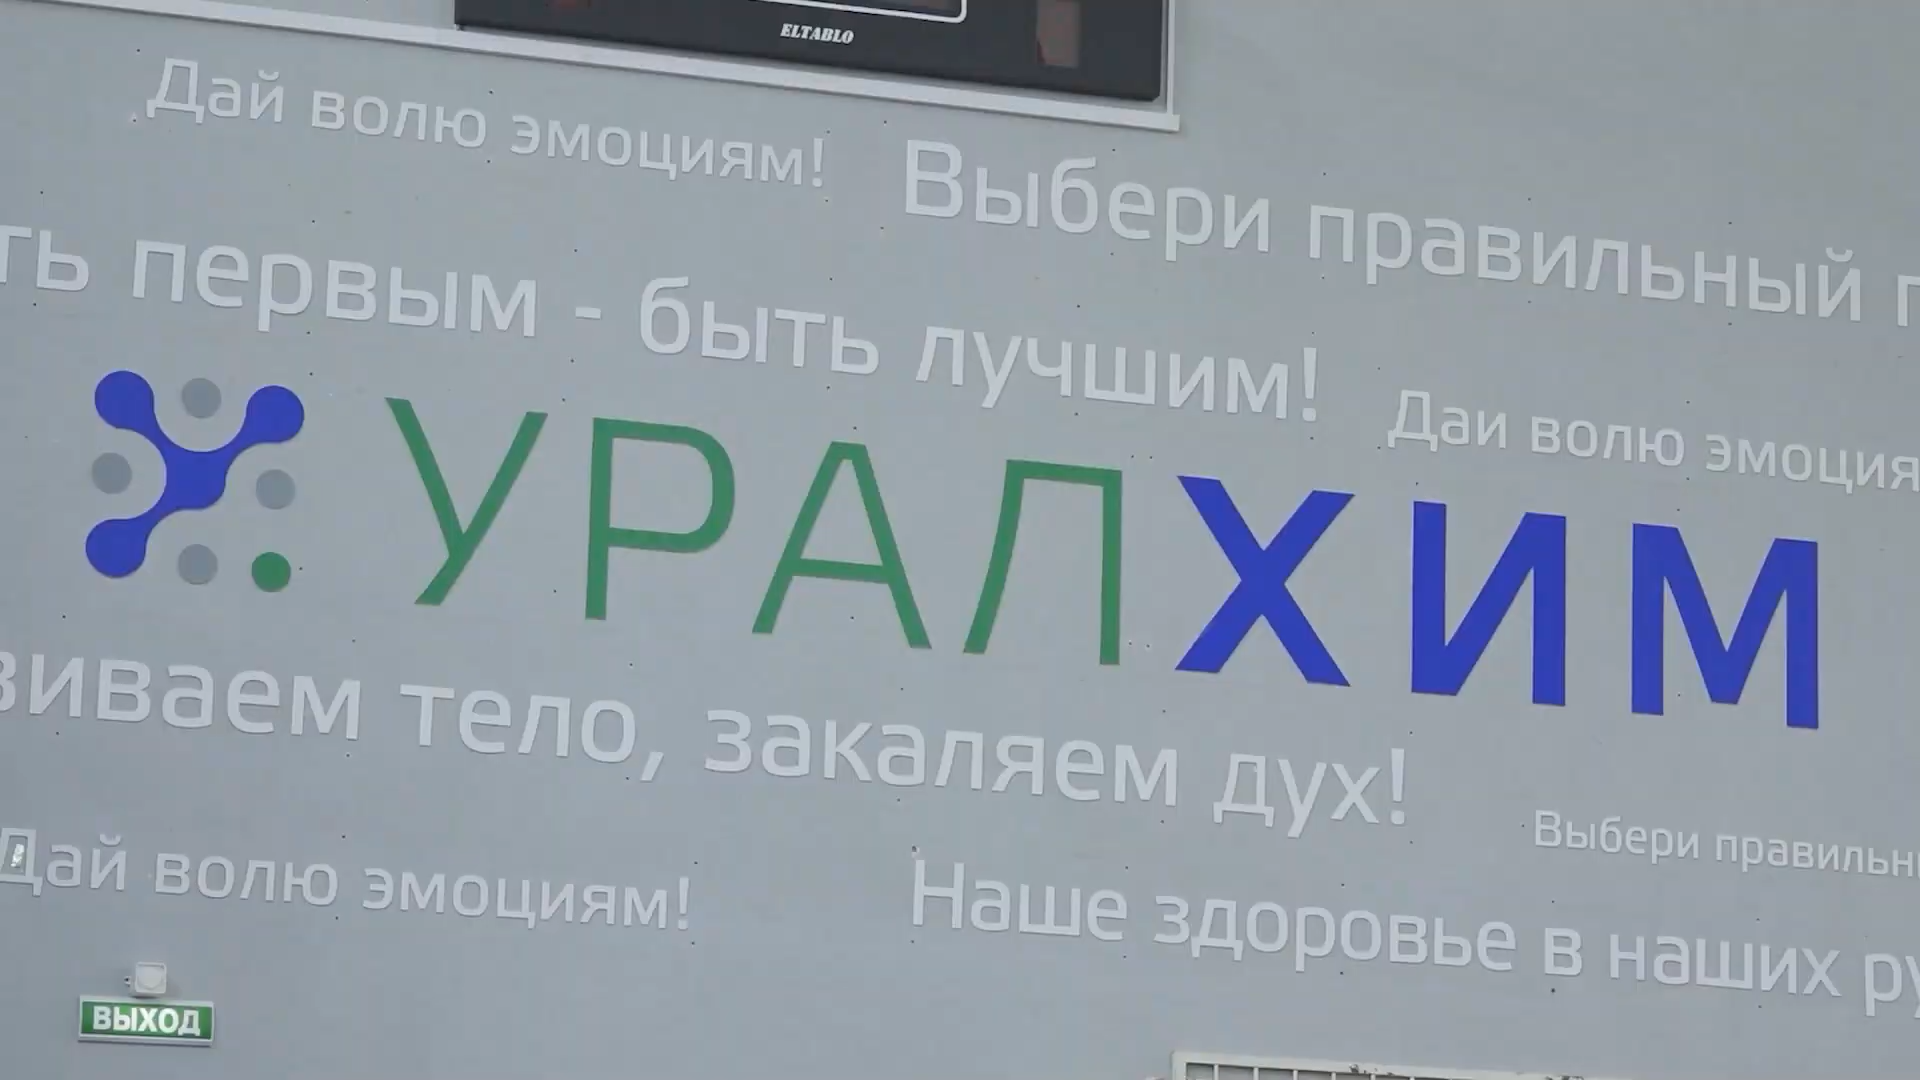 ELTABLO
Дай волю эмоциям!
Выбери правильный
первым - быть лучшим!
Даи волю эмоция
УРАЛХИМ
виваем тело, закаляем дух!
Выбери правильн
Дай волю эмоциям!
Наше здоровье в наших ру
ВЫХОД